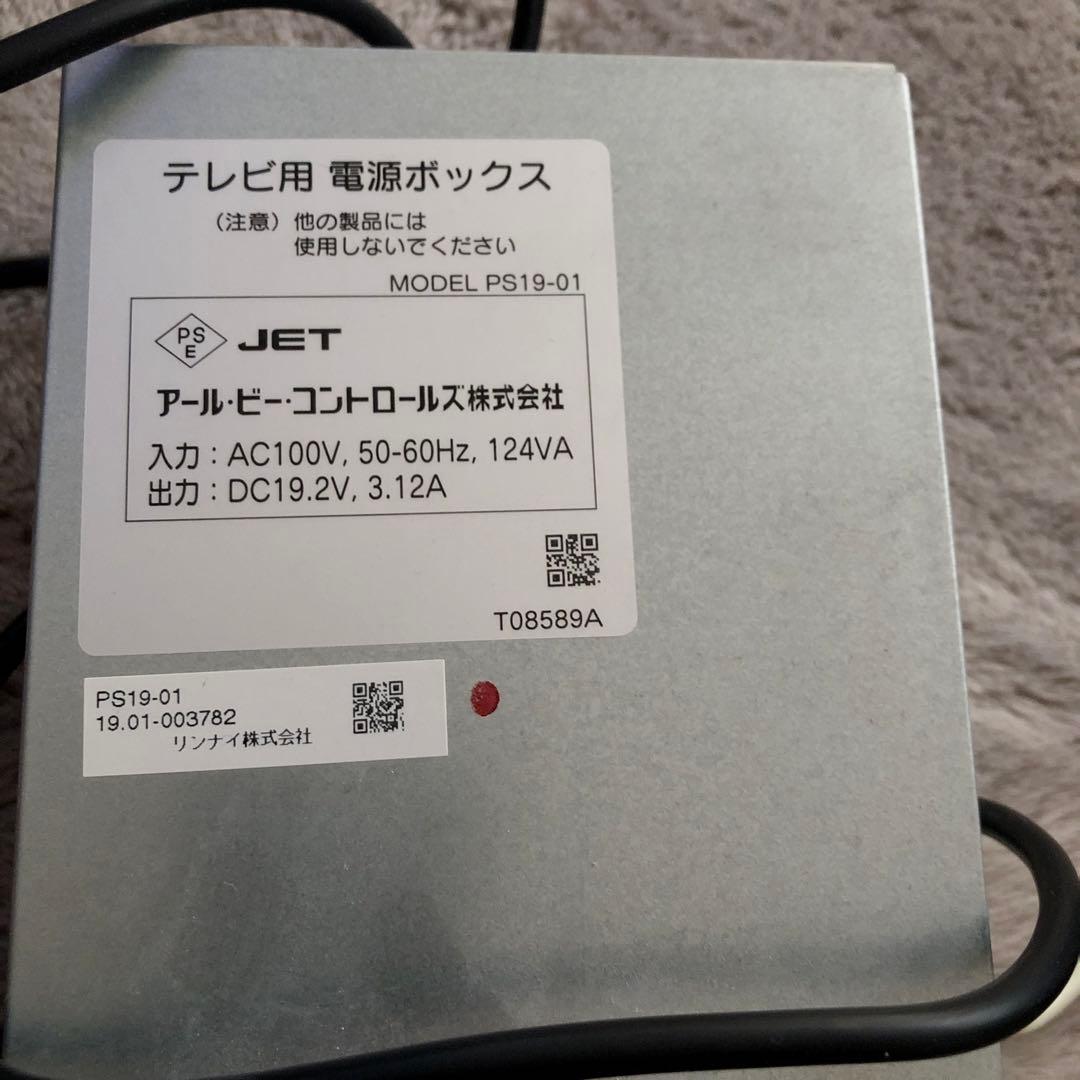 テレビ用 電源ボックス
（注意）他の製品には
使用しないでください
MODEL PS19-01
PS
E
JET
アール・ビー・コントロールズ株式会社
入力：AC100V, 50-60Hz, 124VA
出力：DC19.2V, 3.12A
T08589A
PS19-01
19.01-003782
リンナイ株式会社